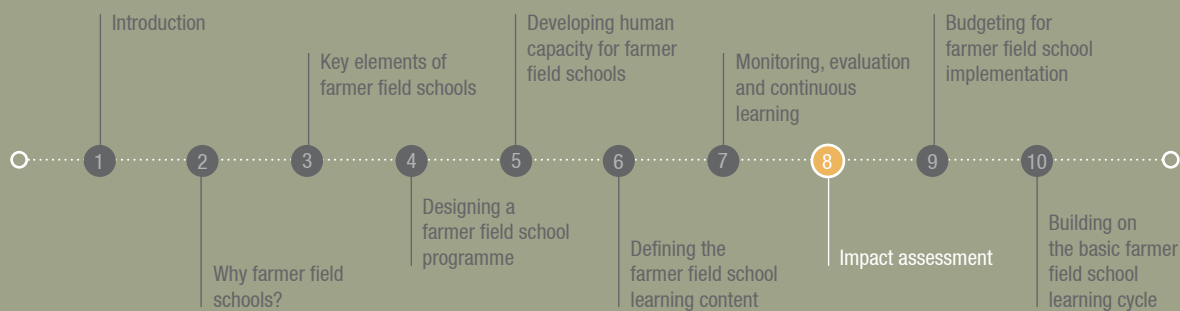 1
Introduction
2
Why farmer field
schools?
3
Key elements of
farmer field schools
4
Designing a
farmer field school
programme
5
Developing human
capacity for farmer
field schools
6
Defining the
farmer field school
learning content
7
Monitoring, evaluation
and continuous
learning
8
Impact assessment
9
Budgeting for
farmer field school
implementation
10
Building on
the basic farmer
field school
learning cycle